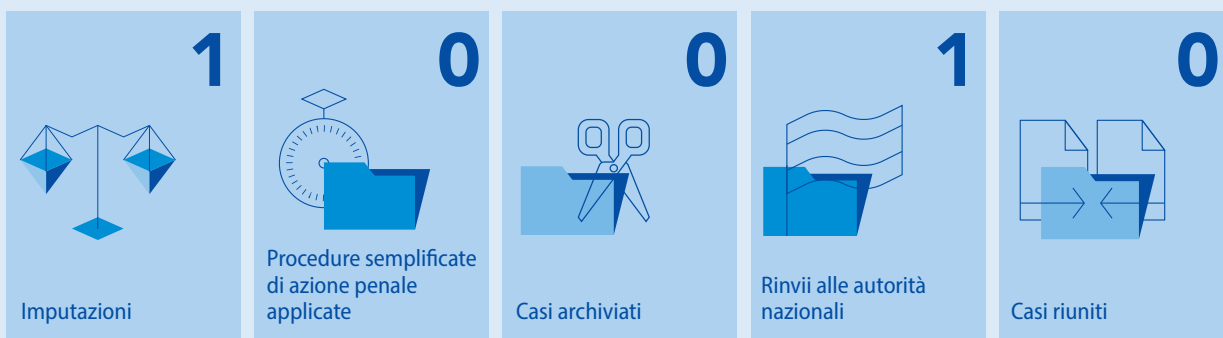 1
Imputazioni
0
Procedure semplificate
di azione penale
applicate
0
Casi archiviati
1
Rinvii alle autorità
nazionali
0
Casi riuniti